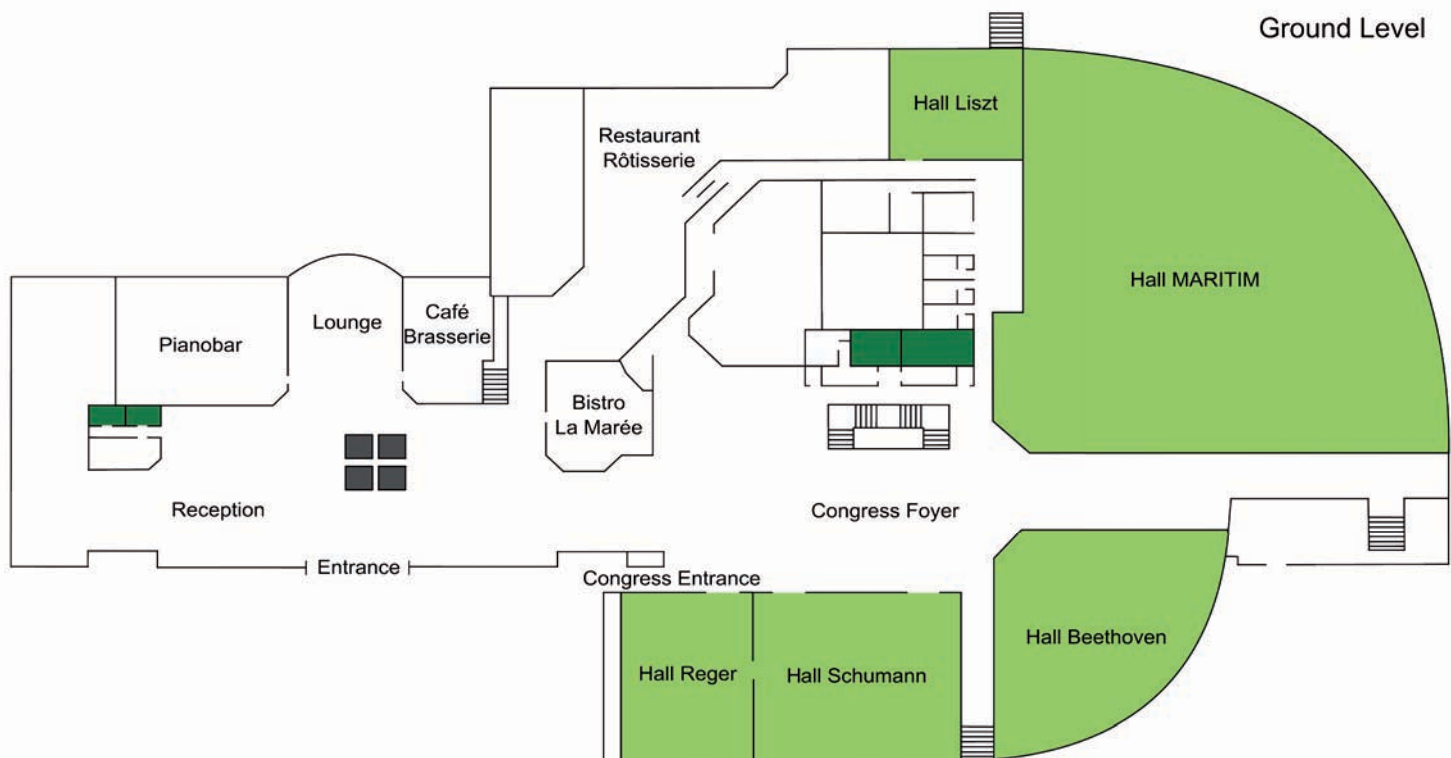 Ground Level
Hall Liszt
Restaurant
Rôtisserie
Hall MARITIM
Lounge
Café
Brasserie
Pianobar
Bistro
La Marée
Reception
Congress Foyer
Entrance
Congress Entrance
Hall Beethoven
Hall Reger
Hall Schumann